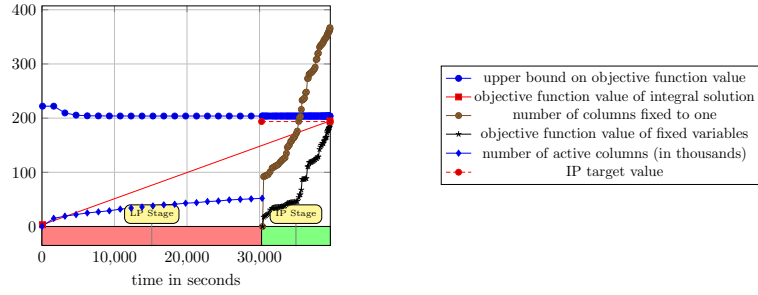 400
300
200
100
0
LP Stage
IP Stage
0
10,000
20,000
30,000
time in seconds
upper bound on objective function value
objective function value of integral solution
number of columns fixed to one
objective function value of fixed variables
number of active columns (in thousands)
IP target value